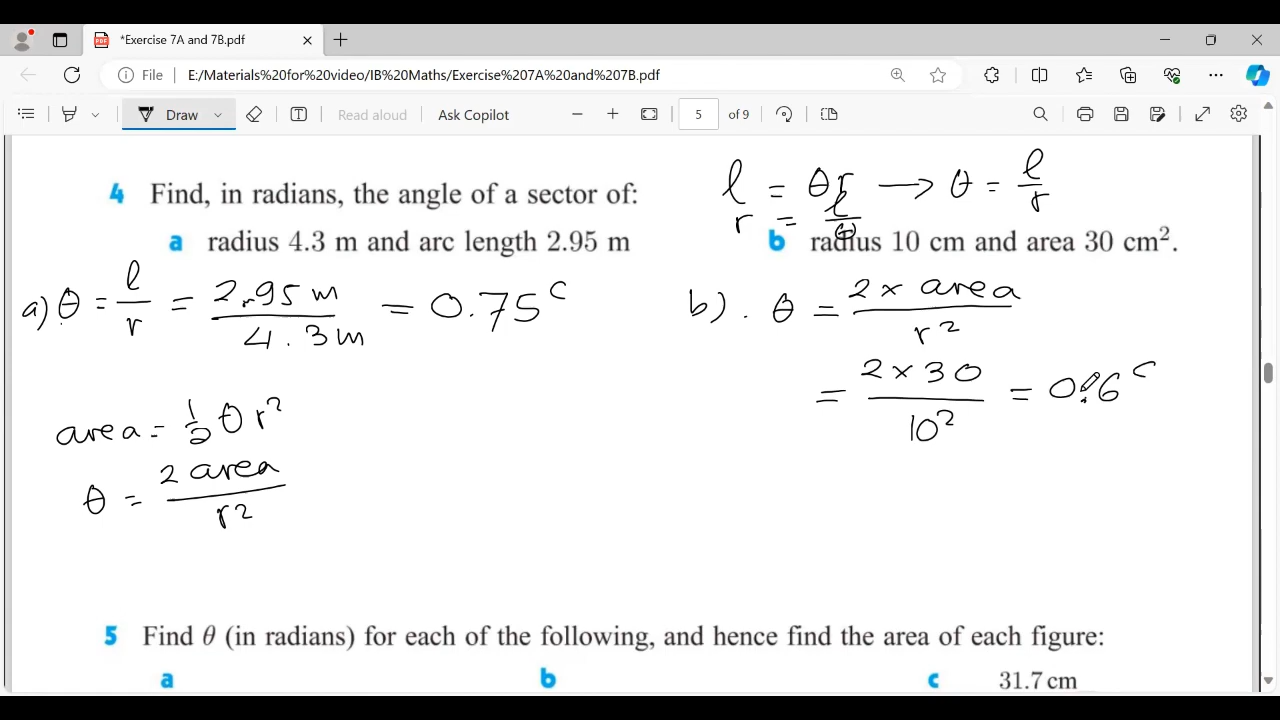 *Exercise 7A and 7B.pdf
File E:/Materials%20for%20video/IB%20Maths/Exercise%207A%20and%207B.pdf
Draw Read aloud Ask Copilot 5 of 9
l = θr → θ = l/r
4 Find, in radians, the angle of a sector of:
r = l/θ
a radius 4.3 m and arc length 2.95 m b radius 10 cm and area 30 cm².
a) θ = l/r = 2.95 m / 4.3 m = 0.75ᶜ
b). θ = 2 × area / r²
= 2 × 30 / 10² = 0.6ᶜ
area = 1/2 θ r²
θ = 2 area / r²
5 Find θ (in radians) for each of the following, and hence find the area of each figure:
a b c 31.7 cm